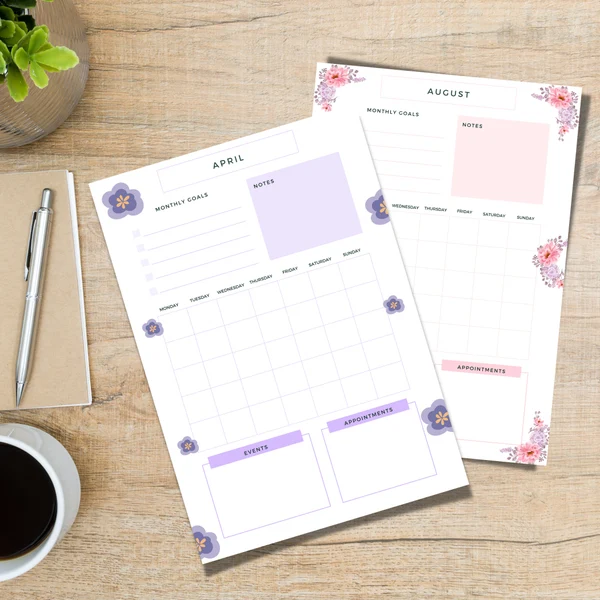 APRIL
MONTHLY GOALS
NOTES
MONDAY TUESDAY WEDNESDAY THURSDAY FRIDAY SATURDAY SUNDAY
EVENTS
APPOINTMENTS
AUGUST
MONTHLY GOALS
NOTES
WEDNESDAY THURSDAY FRIDAY SATURDAY SUNDAY
APPOINTMENTS